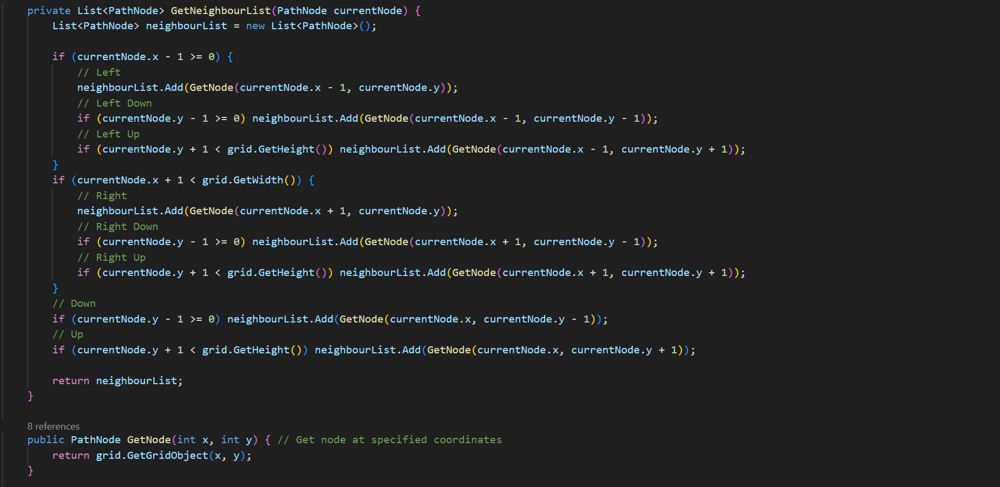 private List<PathNode> GetNeighbourList(PathNode currentNode) {
    List<PathNode> neighbourList = new List<PathNode>();

    if (currentNode.x - 1 >= 0) {
        // Left
        neighbourList.Add(GetNode(currentNode.x - 1, currentNode.y));
        // Left Down
        if (currentNode.y - 1 >= 0) neighbourList.Add(GetNode(currentNode.x - 1, currentNode.y - 1));
        // Left Up
        if (currentNode.y + 1 < grid.GetHeight()) neighbourList.Add(GetNode(currentNode.x - 1, currentNode.y + 1));
    }
    if (currentNode.x + 1 < grid.GetWidth()) {
        // Right
        neighbourList.Add(GetNode(currentNode.x + 1, currentNode.y));
        // Right Down
        if (currentNode.y - 1 >= 0) neighbourList.Add(GetNode(currentNode.x + 1, currentNode.y - 1));
        // Right Up
        if (currentNode.y + 1 < grid.GetHeight()) neighbourList.Add(GetNode(currentNode.x + 1, currentNode.y + 1));
    }
    // Down
    if (currentNode.y - 1 >= 0) neighbourList.Add(GetNode(currentNode.x, currentNode.y - 1));
    // Up
    if (currentNode.y + 1 < grid.GetHeight()) neighbourList.Add(GetNode(currentNode.x, currentNode.y + 1));

    return neighbourList;
}

8 references
public PathNode GetNode(int x, int y) { // Get node at specified coordinates
    return grid.GetGridObject(x, y);
}